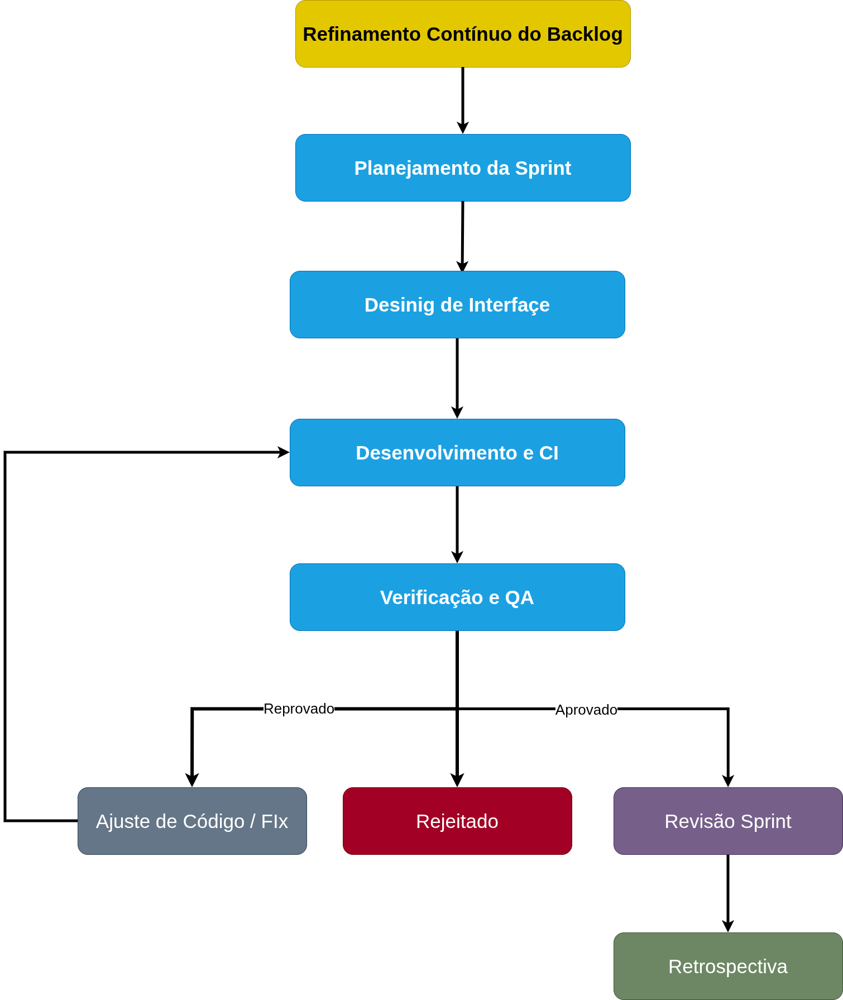 Refinamento Contínuo do Backlog
Planejamento da Sprint
Desinig de Interfaçe
Desenvolvimento e CI
Verificação e QA
Reprovado
Aprovado
Ajuste de Código / FIx
Rejeitado
Revisão Sprint
Retrospectiva